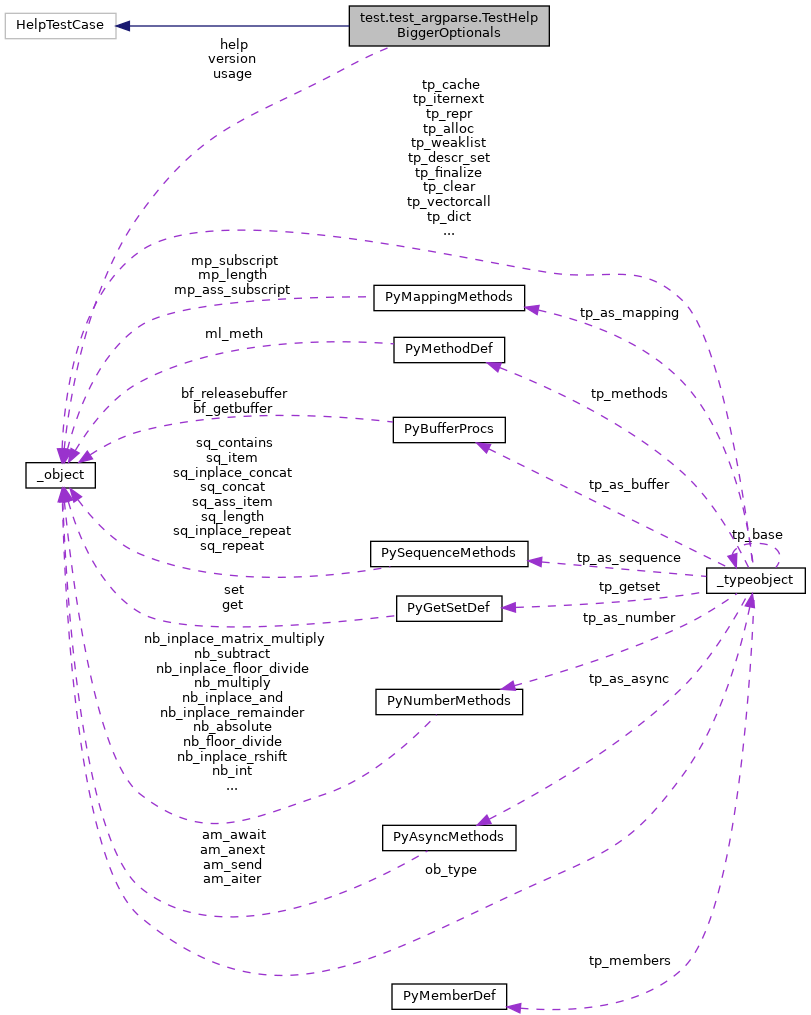 HelpTestCase
test.test_argparse.TestHelp
BiggerOptionals
help
version
usage
tp_cache
tp_iternext
tp_repr
tp_alloc
tp_weaklist
tp_descr_set
tp_finalize
tp_clear
tp_vectorcall
tp_dict
...
mp_subscript
mp_length
mp_ass_subscript
PyMappingMethods
tp_as_mapping
ml_meth
PyMethodDef
tp_methods
bf_releasebuffer
bf_getbuffer
PyBufferProcs
sq_contains
sq_item
sq_inplace_concat
sq_concat
sq_ass_item
sq_length
sq_inplace_repeat
sq_repeat
_object
tp_as_buffer
tp_base
PySequenceMethods
tp_as_sequence
_typeobject
set
get
PyGetSetDef
tp_getset
tp_as_number
nb_inplace_matrix_multiply
nb_subtract
nb_inplace_floor_divide
nb_multiply
nb_inplace_and
nb_inplace_remainder
nb_absolute
nb_floor_divide
nb_inplace_rshift
nb_int
...
PyNumberMethods
tp_as_async
am_await
am_anext
am_send
am_aiter
PyAsyncMethods
ob_type
tp_members
PyMemberDef